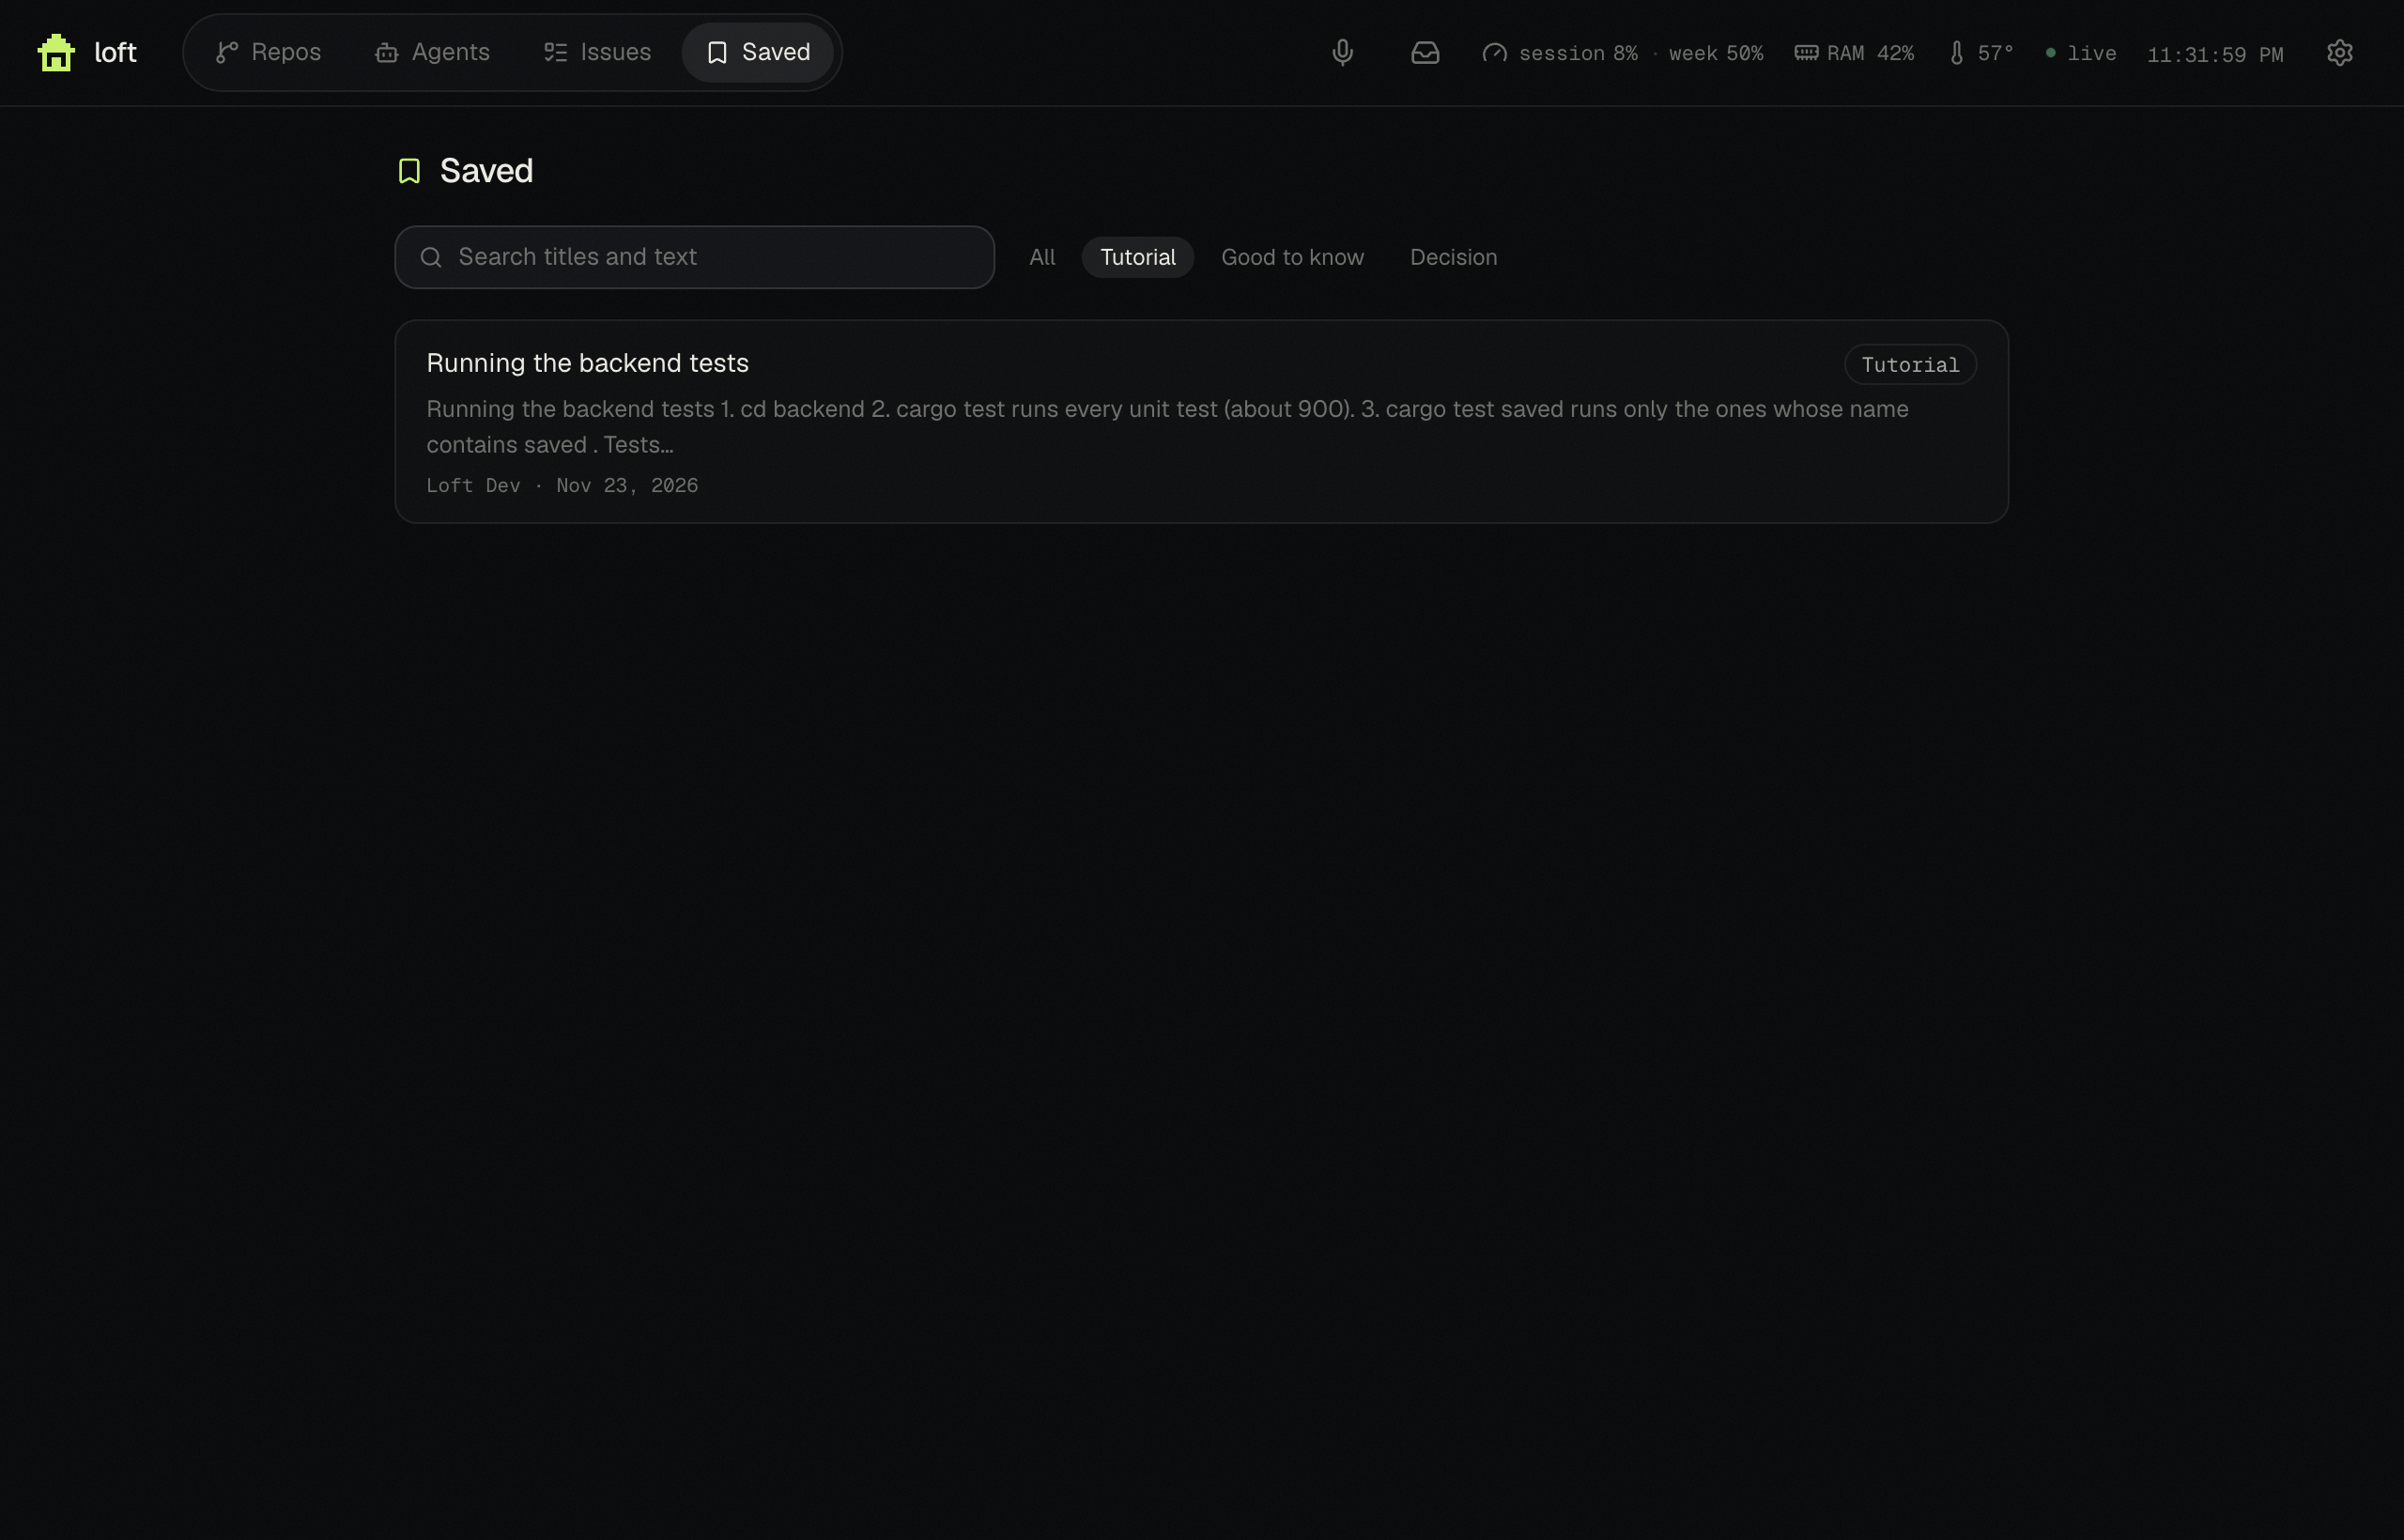 loft
Repos
Agents
Issues
Saved
session 8% · week 50%
RAM 42%
57°
live
11:31:59 PM
Saved
Search titles and text
All
Tutorial
Good to know
Decision
Running the backend tests
Tutorial
Running the backend tests 1. cd backend 2. cargo test runs every unit test (about 900). 3. cargo test saved runs only the ones whose name
contains saved . Tests…
Loft Dev · Nov 23, 2026